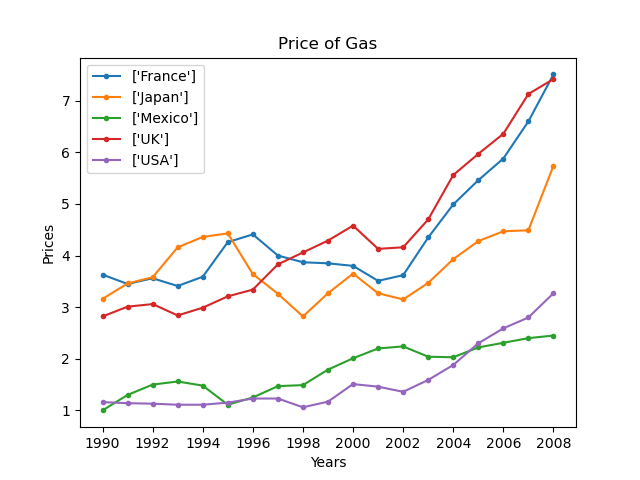 Price of Gas
['France']
['Japan']
['Mexico']
['UK']
['USA']
Prices
7
6
5
4
3
2
1
1990 1992 1994 1996 1998 2000 2002 2004 2006 2008
Years